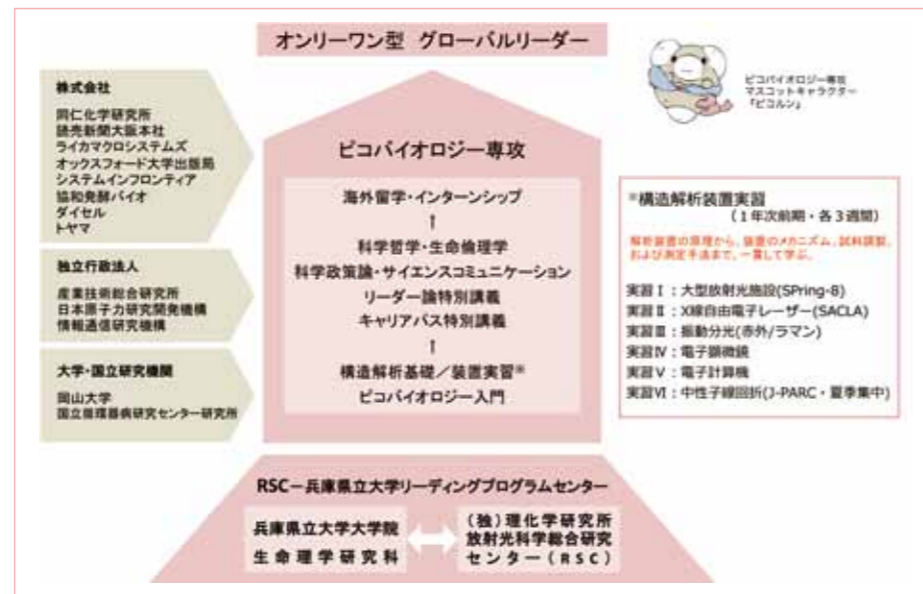 オンリーワン型 グローバルリーダー
株式会社
同仁化学研究所
読売新聞大阪本社
ライカマクロシステムズ
オックスフォード大学出版局
システムインフロンティア
協和発酵バイオ
ダイセル
トヤマ
独立行政法人
産業技術総合研究所
日本原子力研究開発機構
情報通信研究機構
大学・国立研究機関
岡山大学
国立循環器病研究センター研究所
ピコバイオロジー専攻
海外留学・インターンシップ
↑
科学哲学・生命倫理学
科学政策論・サイエンスコミュニケーション
リーダー論特別講義
キャリアパス特別講義
↑
構造解析基礎／装置実習※
ピコバイオロジー入門
ピコバイオロジー専攻
マスコットキャラクター
「ピコルン」
※構造解析装置実習
(1年次前期・各3週間)
解析装置の原理から、装置のメカニズム、試料調製、
および測定手法まで、一貫して学ぶ。
実習Ⅰ：大型放射光施設(SPring-8)
実習Ⅱ：X線自由電子レーザー(SACLA)
実習Ⅲ：振動分光(赤外/ラマン)
実習Ⅳ：電子顕微鏡
実習Ⅴ：電子計算機
実習Ⅵ：中性子線回折(J-PARC・夏季集中)
RSC－兵庫県立大学リーディングプログラムセンター
兵庫県立大学大学院
生命理学研究科
(独)理化学研究所
放射光科学総合研究
センター(RSC)